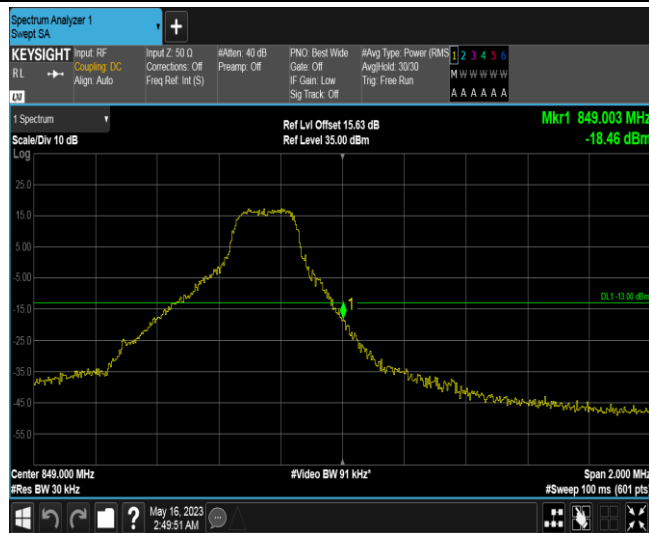 Spectrum Analyzer 1
Swept SA
+
KEYSIGHT
RL
LXI
Input: RF
Coupling: DC
Align: Auto
Input Z: 50 Ω
Corrections: Off
Freq Ref: Int (S)
#Atten: 40 dB
Preamp: Off
PNO: Best Wide
Gate: Off
IF Gain: Low
Sig Track: Off
#Avg Type: Power (RMS
Avg|Hold: 30/30
Trig: Free Run
1 2 3 4 5 6
M W W W W W
A A A A A A
1 Spectrum
Scale/Div 10 dB
Log
Ref Lvl Offset 15.63 dB
Ref Level 35.00 dBm
Mkr1 849.003 MHz
-18.46 dBm
25.0
15.0
5.00
-5.00
DL1 -13.00 dBm
1
-15.0
-25.0
-35.0
-45.0
-55.0
Center 849.000 MHz
#Res BW 30 kHz
#Video BW 91 kHz*
Span 2.000 MHz
#Sweep 100 ms (601 pts)
?
May 16, 2023
2:49:51 AM